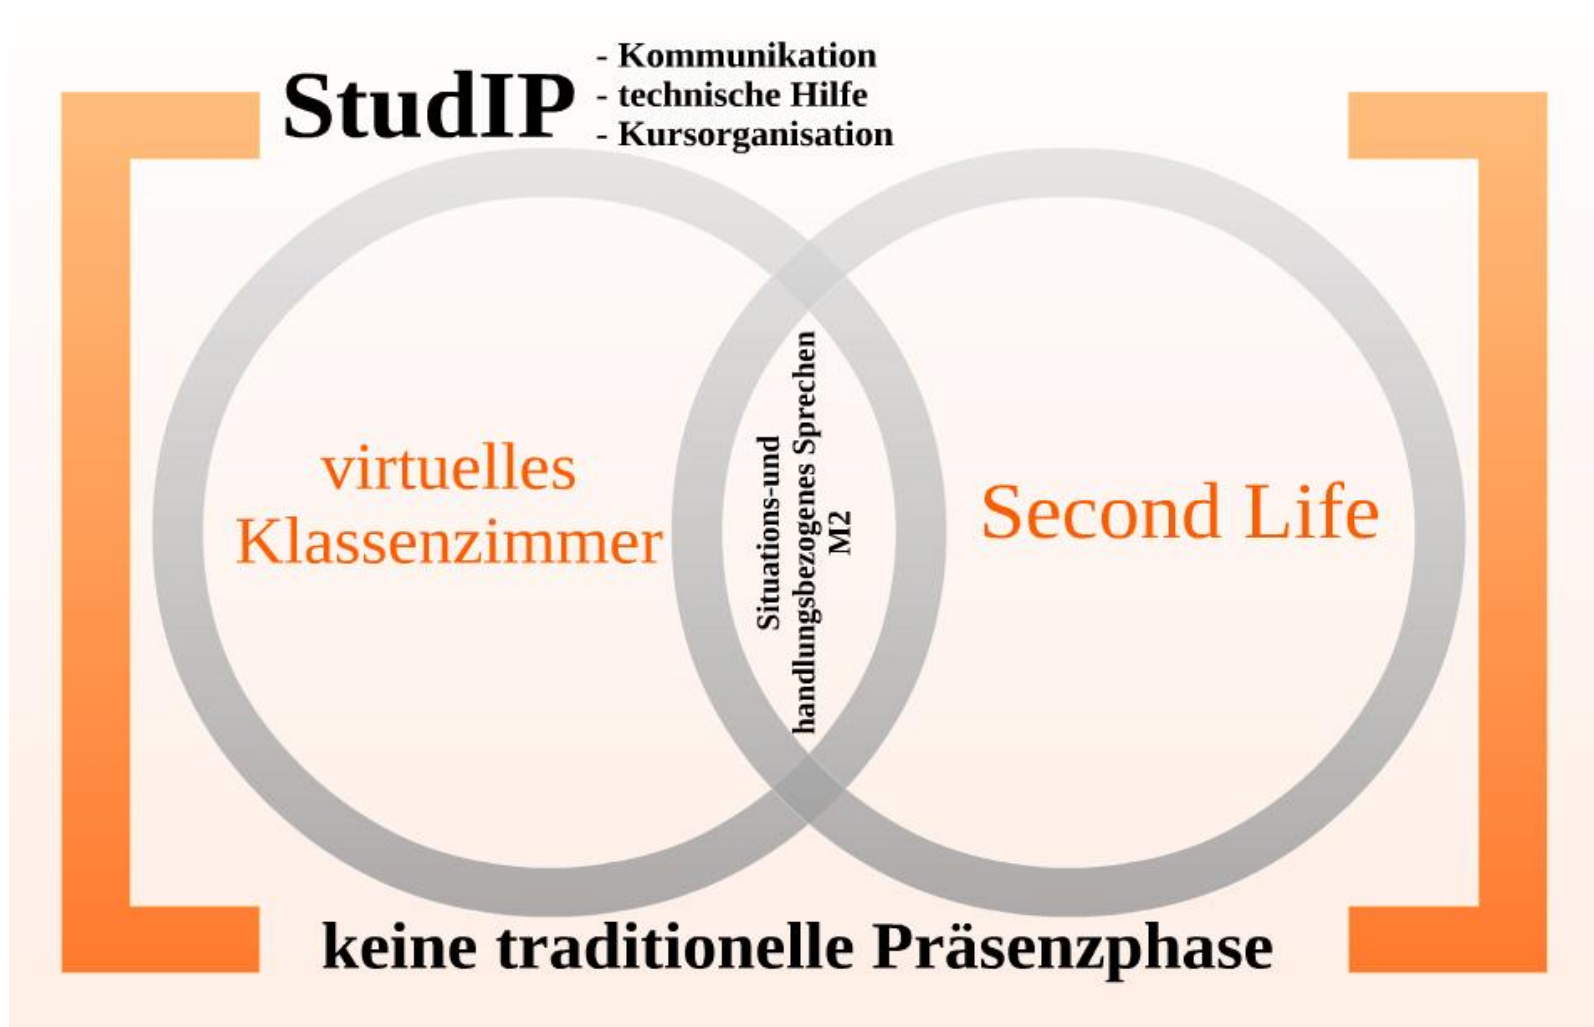 StudIP
- Kommunikation
- technische Hilfe
- Kursorganisation
virtuelles
Klassenzimmer
Situations-und
handlungsbezogenes Sprechen
M2
Second Life
keine traditionelle Präsenzphase